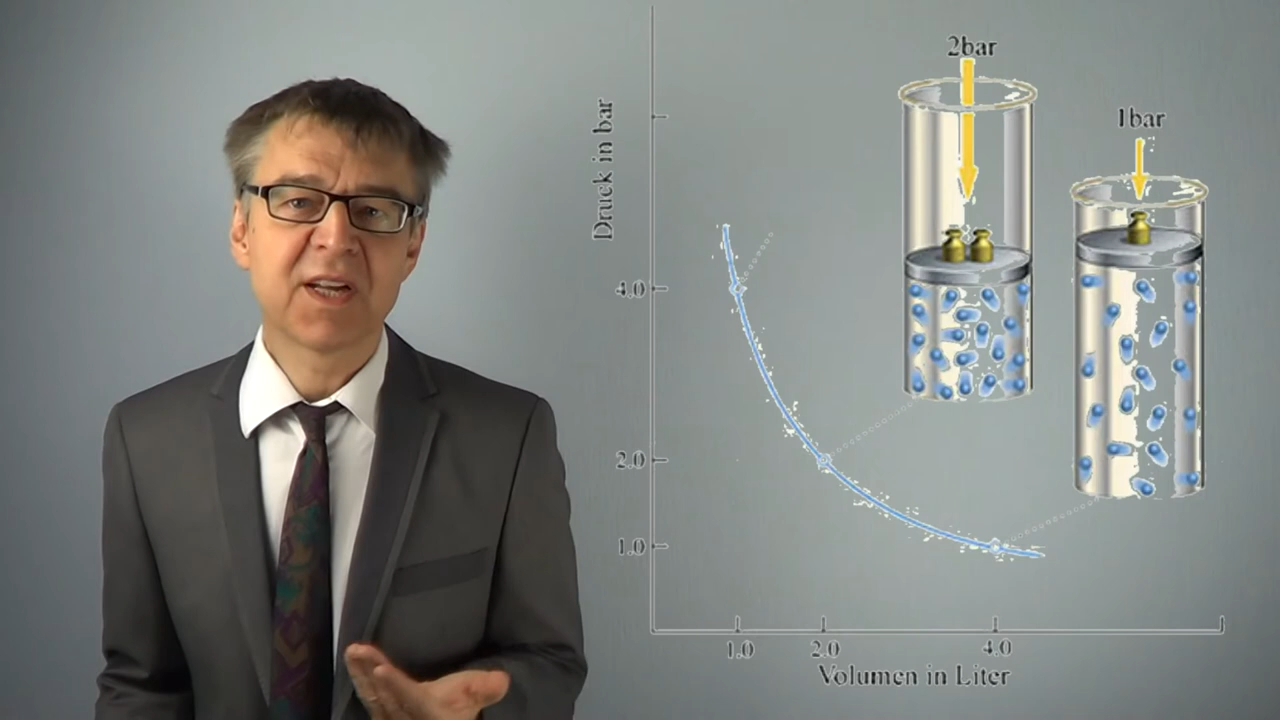 2bar
1bar
Druck in bar
4.0
2.0
1.0
1.0 2.0 4.0
Volumen in Liter